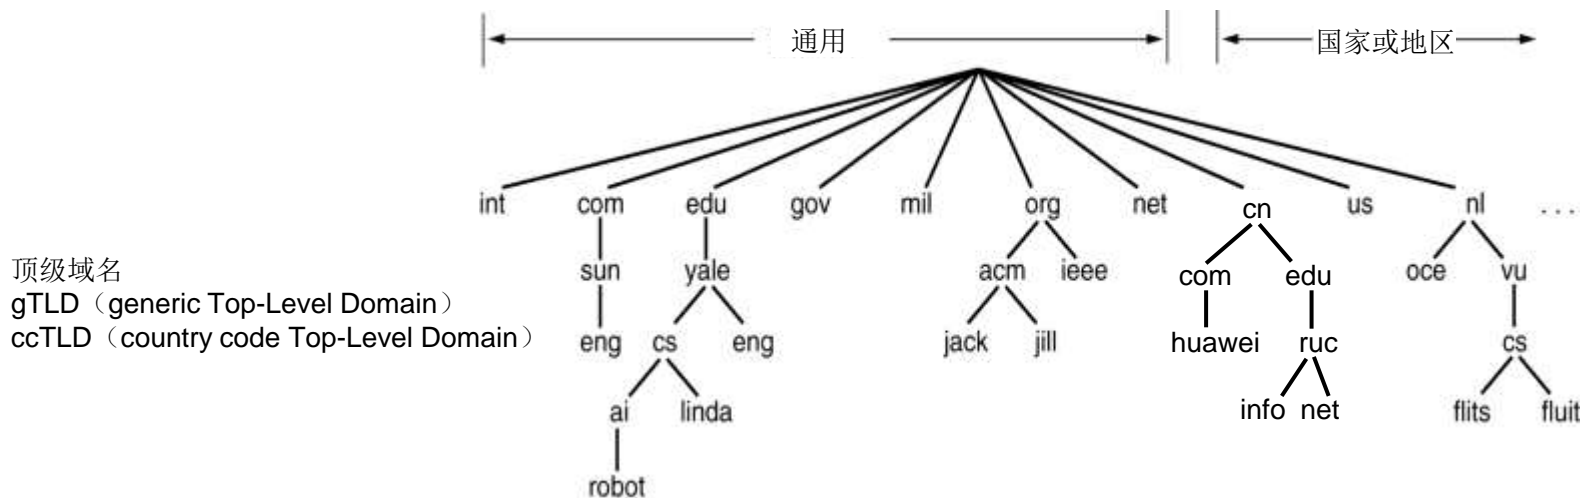 通用 国家或地区
int com edu gov mil org net cn us nl ...
顶级域名 sun yale acm ieee com edu oce vu
gTLD（generic Top-Level Domain）
ccTLD（country code Top-Level Domain） eng cs eng jack jill huawei ruc cs
ai linda info net flits fluit
robot